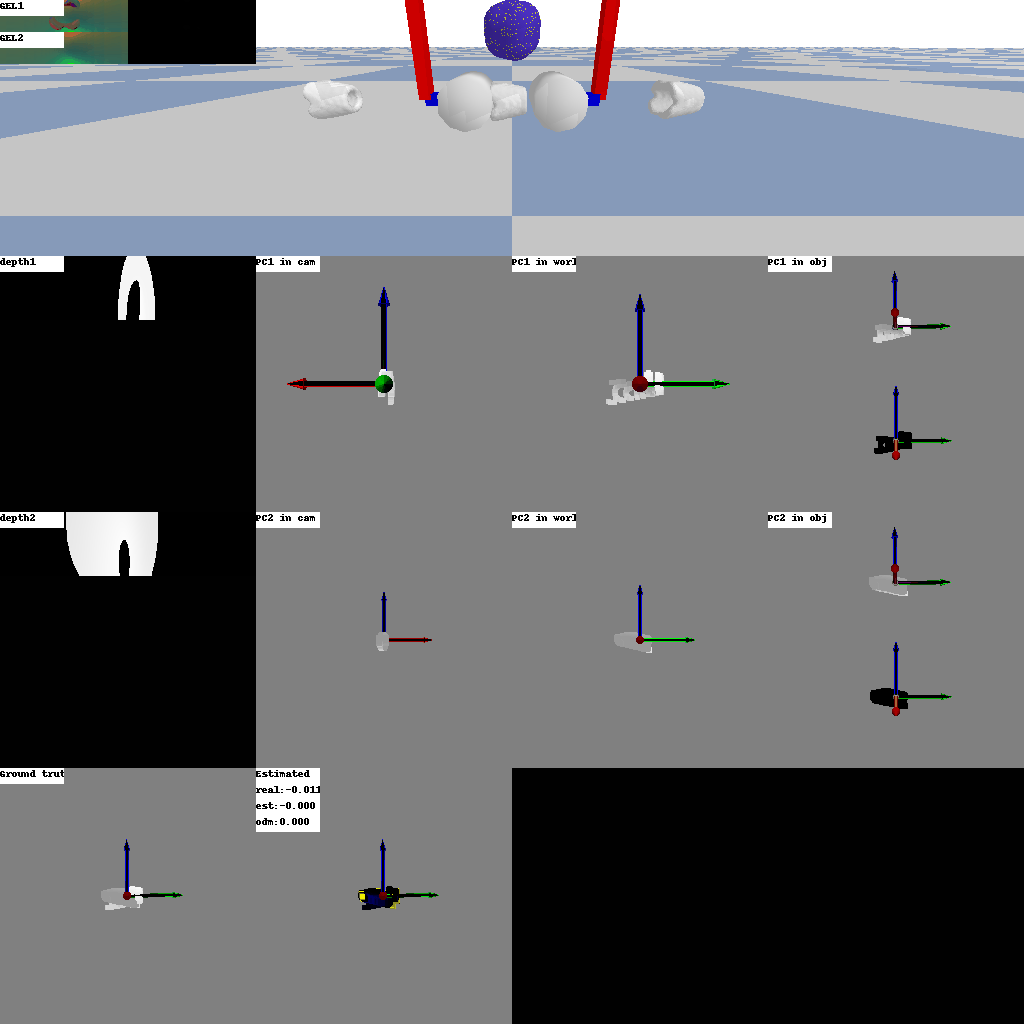 GEL1
GEL2
depth1
PC1 in cam
PC1 in worl
PC1 in obj
depth2
PC2 in cam
PC2 in worl
PC2 in obj
Ground trut
Estimated
real:-0.011
est:-0.000
odm:0.000